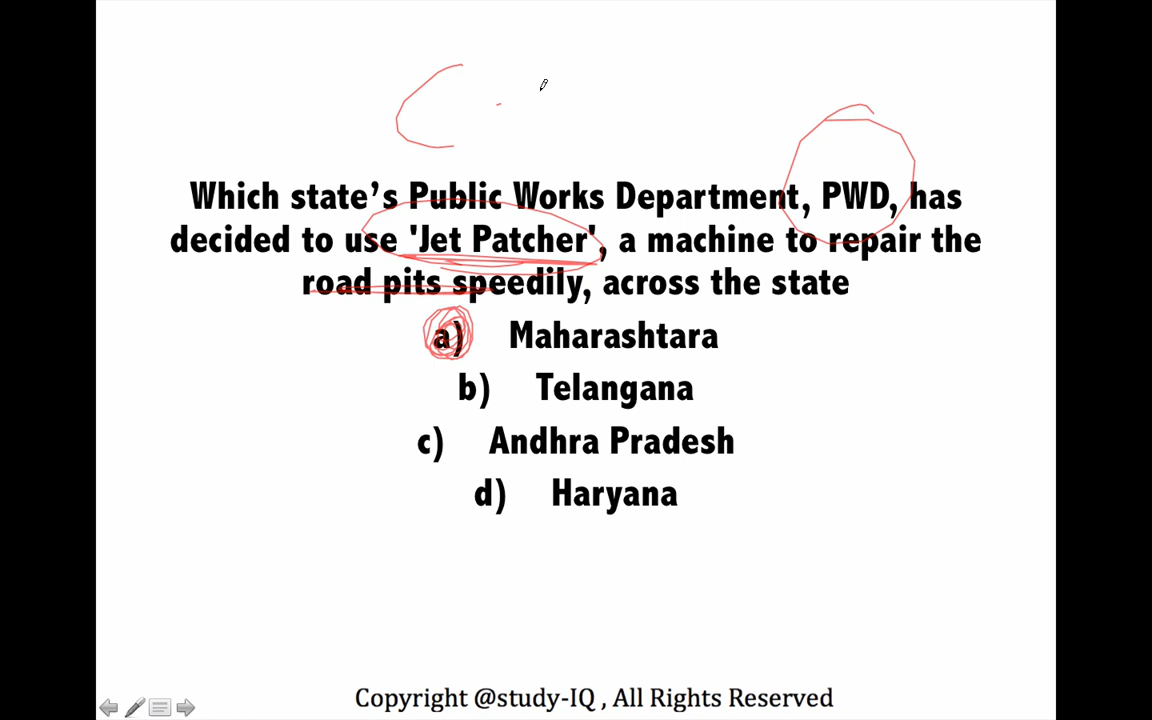 Which state’s Public Works Department, PWD, has
decided to use 'Jet Patcher', a machine to repair the
road pits speedily, across the state
a) Maharashtra
b) Telangana
c) Andhra Pradesh
d) Haryana
Copyright @study-IQ , All Rights Reserved